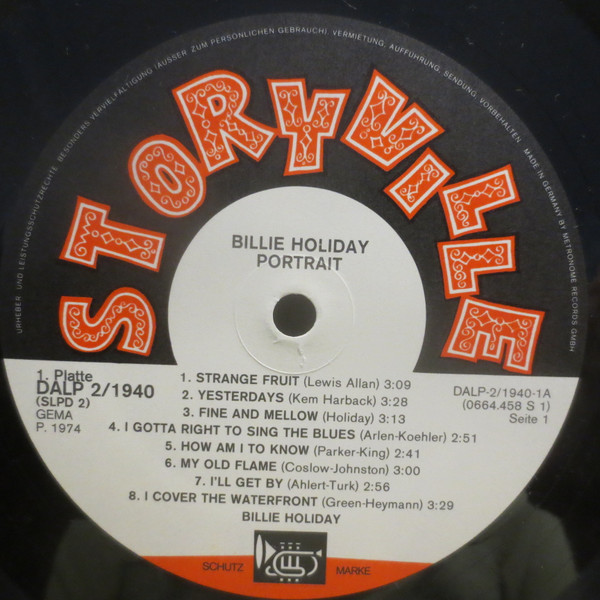 URHEBER UND LEISTUNGSSCHUTZRECHTE, BESONDERS VERVIELFÄLTIGUNG (AUSSER ZUM PERSÖNLICHEN GEBRAUCH), VERMIETUNG, AUFFÜHRUNG, SENDUNG, VORBEHALTEN. MADE IN GERMANY BY METRONOME RECORDS GMBH
STORYVILLE
BILLIE HOLIDAY
PORTRAIT
1. Platte
DALP 2/1940
(SLPD 2)
GEMA
P. 1974
DALP-2/1940-1A
(0664.458 S 1)
Seite 1
1. STRANGE FRUIT (Lewis Allan) 3:09
2. YESTERDAYS (Kem Harback) 3:28
3. FINE AND MELLOW (Holiday) 3:13
4. I GOTTA RIGHT TO SING THE BLUES (Arlen-Koehler) 2:51
5. HOW AM I TO KNOW (Parker-King) 2:41
6. MY OLD FLAME (Coslow-Johnston) 3:00
7. I'LL GET BY (Ahlert-Turk) 2:56
8. I COVER THE WATERFRONT (Green-Heymann) 3:29
BILLIE HOLIDAY
SCHUTZ MARKE